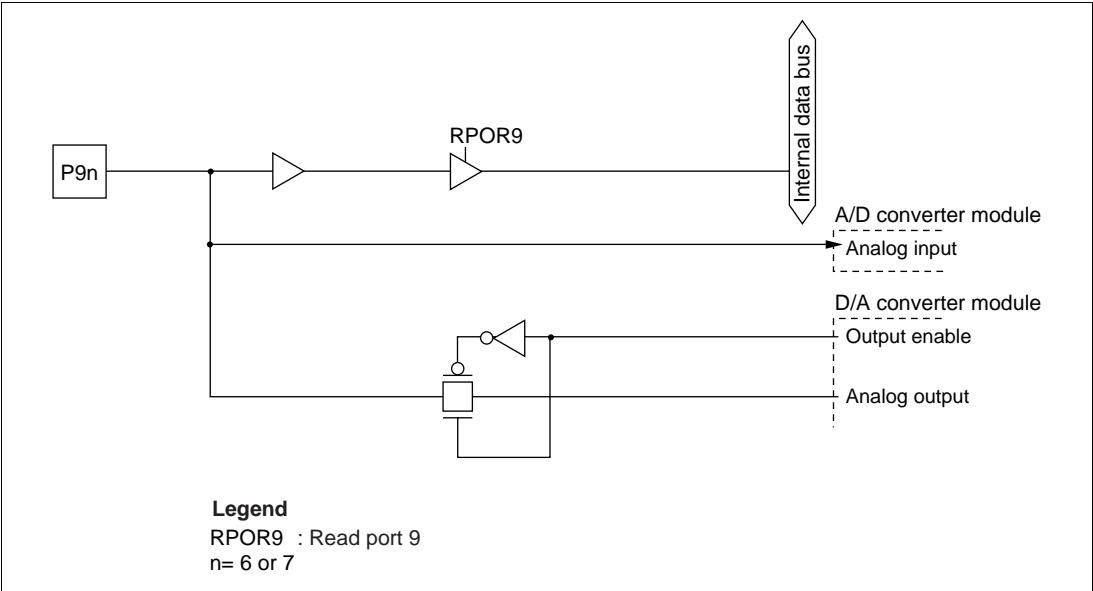 Internal data bus
RPOR9
P9n
A/D converter module
Analog input
D/A converter module
Output enable
Analog output
Legend
RPOR9 : Read port 9
n= 6 or 7